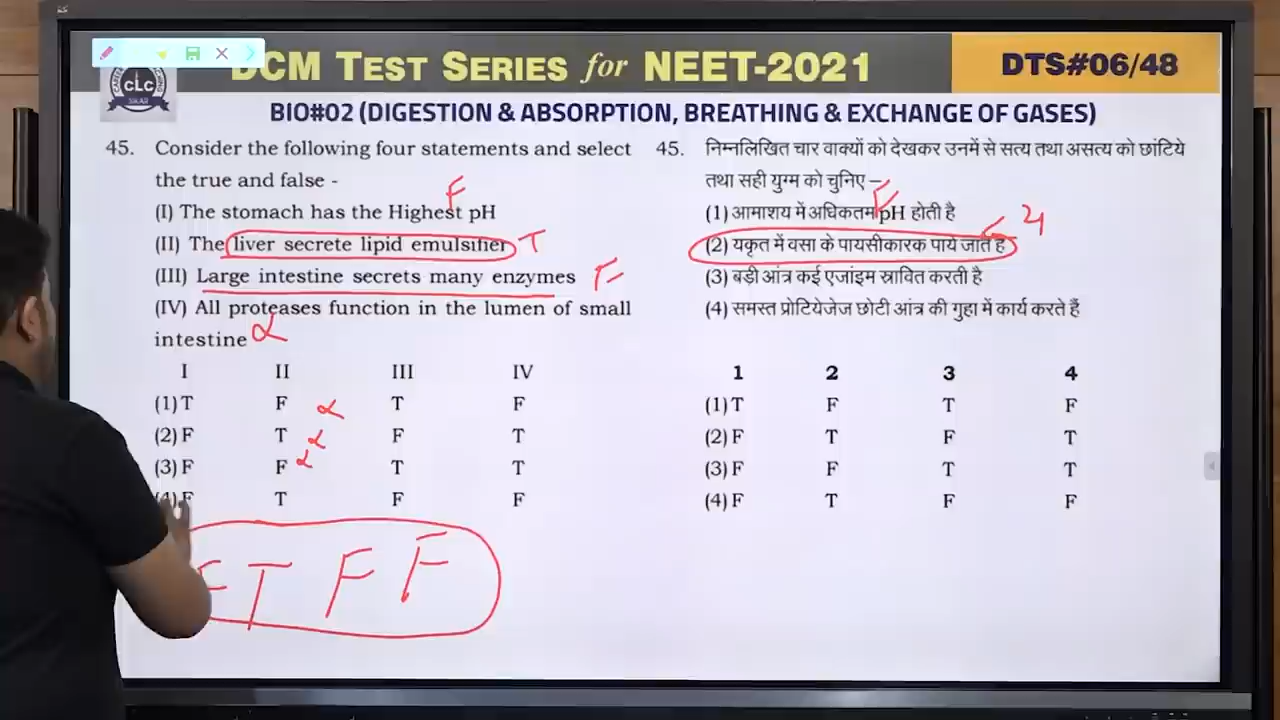 DCM TEST SERIES for NEET-2021
DTS#06/48
CLC
SIKAR
BIO#02 (DIGESTION & ABSORPTION, BREATHING & EXCHANGE OF GASES)
45. Consider the following four statements and select
the true and false -
F
(I) The stomach has the Highest pH
(II) The liver secrete lipid emulsifier T
(III) Large intestine secrets many enzymes F
(IV) All proteases function in the lumen of small
intestine
I II III IV
(1) T F T F
(2) F T F T
(3) F F T T
(4) F T F F
F T F F
45. निम्नलिखित चार वाक्यों को देखकर उनमें से सत्य तथा असत्य को छांटिये
तथा सही युग्म को चुनिए –
F
(1) आमाशय में अधिकतम pH होती है
(2) यकृत में वसा के पायसीकारक पाये जाते है
(3) बड़ी आंत्र कई एजांइम स्रावित करती है
(4) समस्त प्रोटियेजेज छोटी आंत्र की गुहा में कार्य करते हैं
1 2 3 4
(1) T F T F
(2) F T F T
(3) F F T T
(4) F T F F